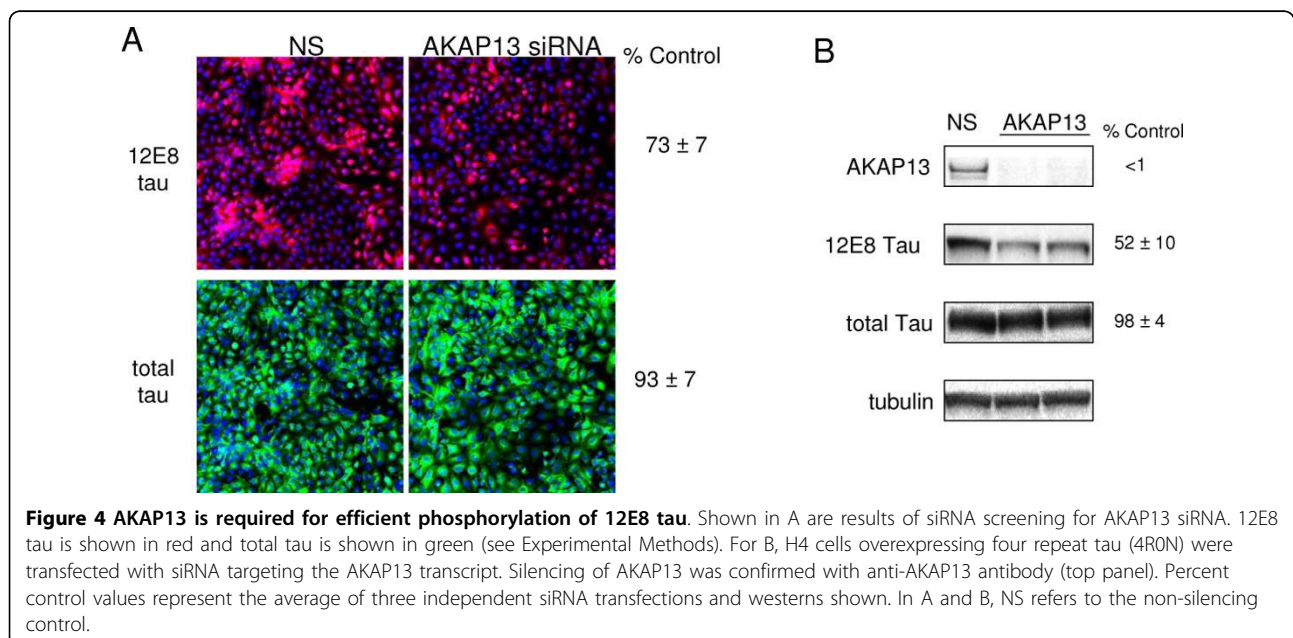 A
NS AKAP13 siRNA % Control
12E8
tau
73 ± 7
total
tau
93 ± 7
B
NS AKAP13 % Control
AKAP13 <1
12E8 Tau 52 ± 10
total Tau 98 ± 4
tubulin
Figure 4 AKAP13 is required for efficient phosphorylation of 12E8 tau. Shown in A are results of siRNA screening for AKAP13 siRNA. 12E8
tau is shown in red and total tau is shown in green (see Experimental Methods). For B, H4 cells overexpressing four repeat tau (4R0N) were
transfected with siRNA targeting the AKAP13 transcript. Silencing of AKAP13 was confirmed with anti-AKAP13 antibody (top panel). Percent
control values represent the average of three independent siRNA transfections and westerns shown. In A and B, NS refers to the non-silencing
control.